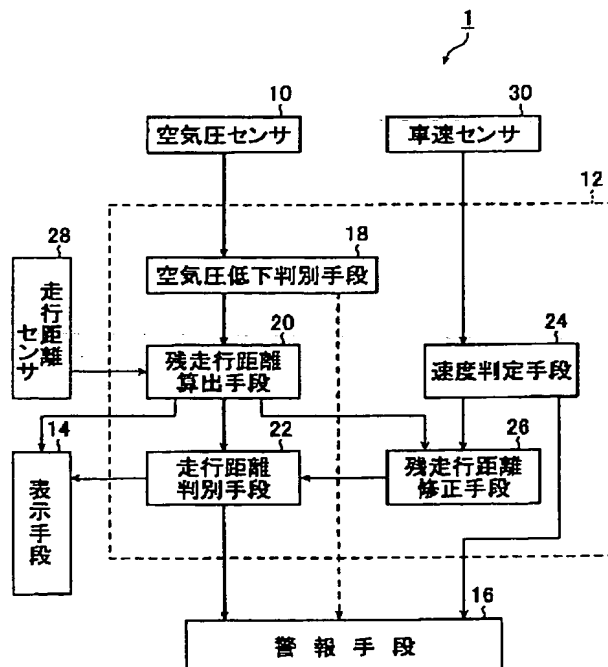 1
10
空気圧センサ
30
車速センサ
12
28
走行距離
センサ
18
空気圧低下判別手段
20
残走行距離
算出手段
24
速度判定手段
14
表示手段
22
走行距離
判別手段
26
残走行距離
修正手段
16
警報手段